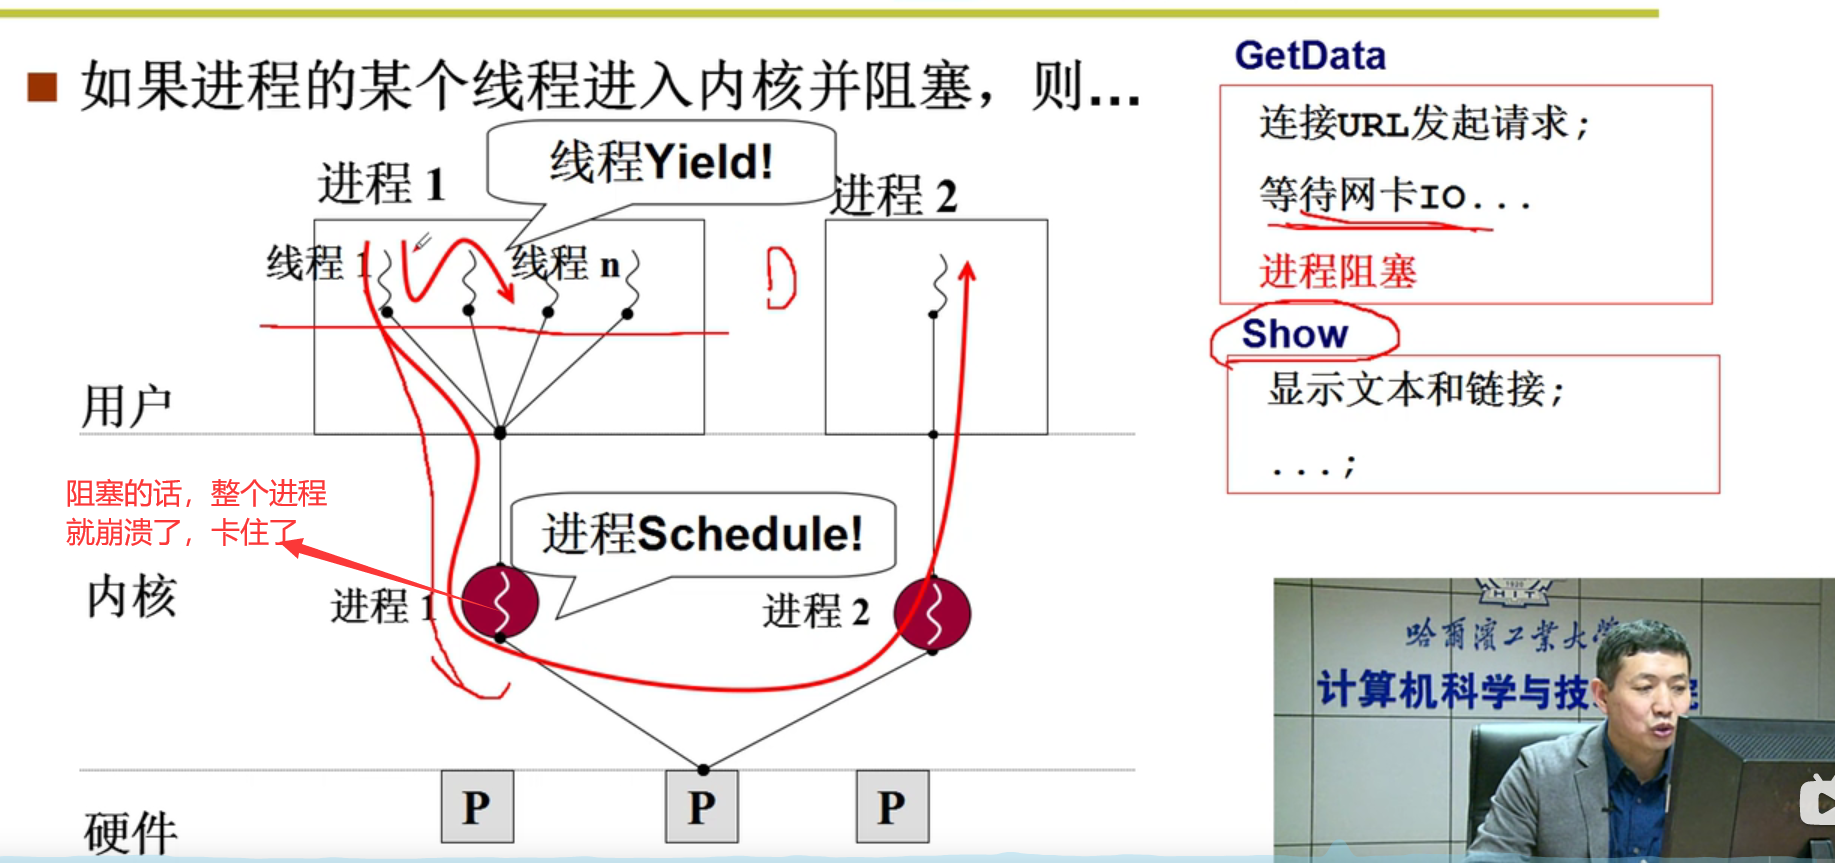 如果进程的某个线程进入内核并阻塞，则...
线程Yield!
进程 1
进程 2
线程 1
线程 n
用户
阻塞的话，整个进程
就崩溃了，卡住了
进程Schedule!
内核
进程 1
进程 2
P
P
P
硬件
GetData
连接URL发起请求;
等待网卡IO...
进程阻塞
Show
显示文本和链接;
...;
1920
HIT
哈尔滨工业大学
计算机科学与技